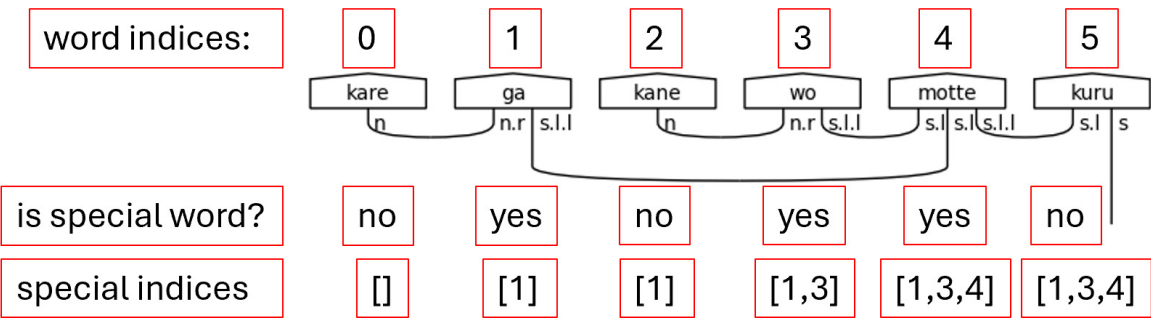 word indices: 0 1 2 3 4 5
kare ga kane wo motte kuru
n n.r s.l.l n n.r s.l.l s.l s.l s.l.l s.l s
is special word? no yes no yes yes no
special indices [] [1] [1] [1,3] [1,3,4] [1,3,4]